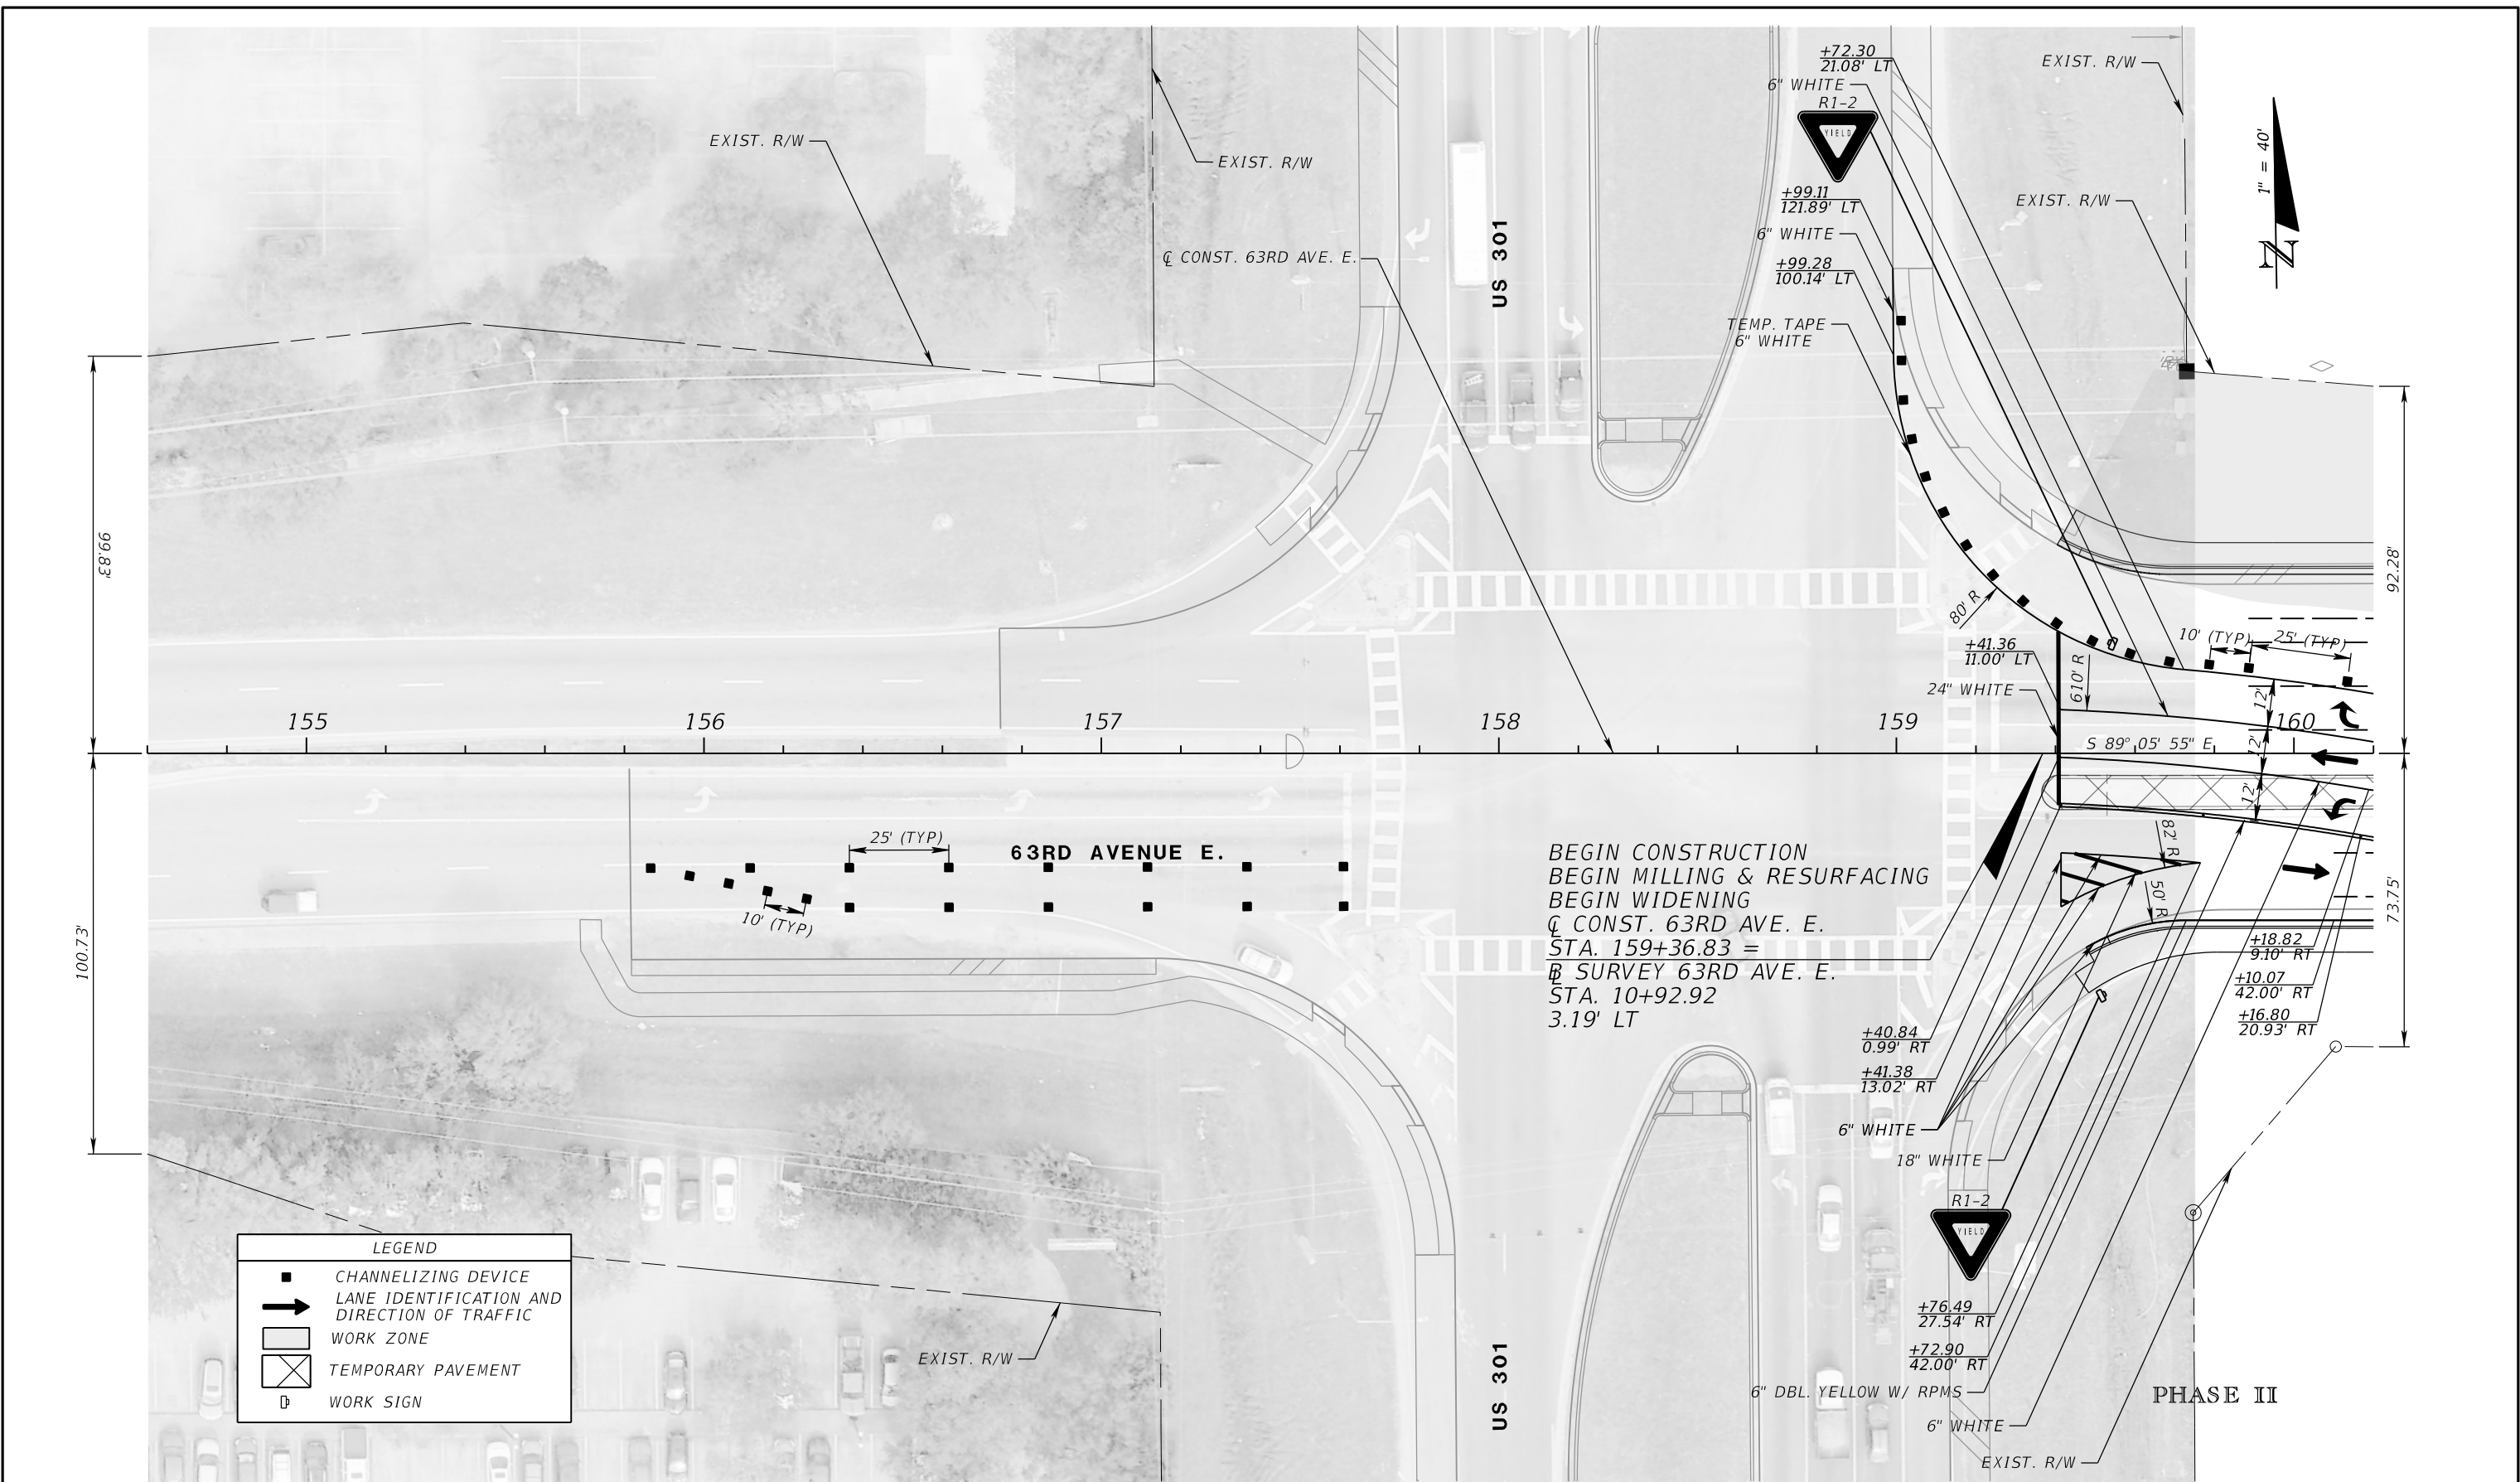 +72.30
21.08' LT
6" WHITE
R1-2
YIELD
EXIST. R/W
1" = 40'
N
EXIST. R/W
EXIST. R/W
+99.11
121.89' LT
EXIST. R/W
6" WHITE
US 301
℄ CONST. 63RD AVE. E.
+99.28
100.14' LT
TEMP. TAPE
6" WHITE
99.83'
92.28'
80' R
10' (TYP)
25' (TYP)
+41.36
11.00' LT
610' R
24" WHITE
12'
155
156
157
158
159
160
S 89° 05' 55" E
12'
12'
25' (TYP)
63RD AVENUE E.
10' (TYP)
82' R
50' R
BEGIN CONSTRUCTION
BEGIN MILLING & RESURFACING
BEGIN WIDENING
℄ CONST. 63RD AVE. E.
STA. 159+36.83 =
BL SURVEY 63RD AVE. E.
STA. 10+92.92
3.19' LT
100.73'
73.75'
+18.82
9.10' RT
+10.07
42.00' RT
+16.80
20.93' RT
+40.84
0.99' RT
+41.38
13.02' RT
6" WHITE
18" WHITE
R1-2
YIELD
LEGEND
CHANNELIZING DEVICE
LANE IDENTIFICATION AND
DIRECTION OF TRAFFIC
WORK ZONE
TEMPORARY PAVEMENT
WORK SIGN
EXIST. R/W
US 301
+76.49
27.54' RT
+72.90
42.00' RT
6" DBL. YELLOW W/ RPMS
6" WHITE
EXIST. R/W
PHASE II